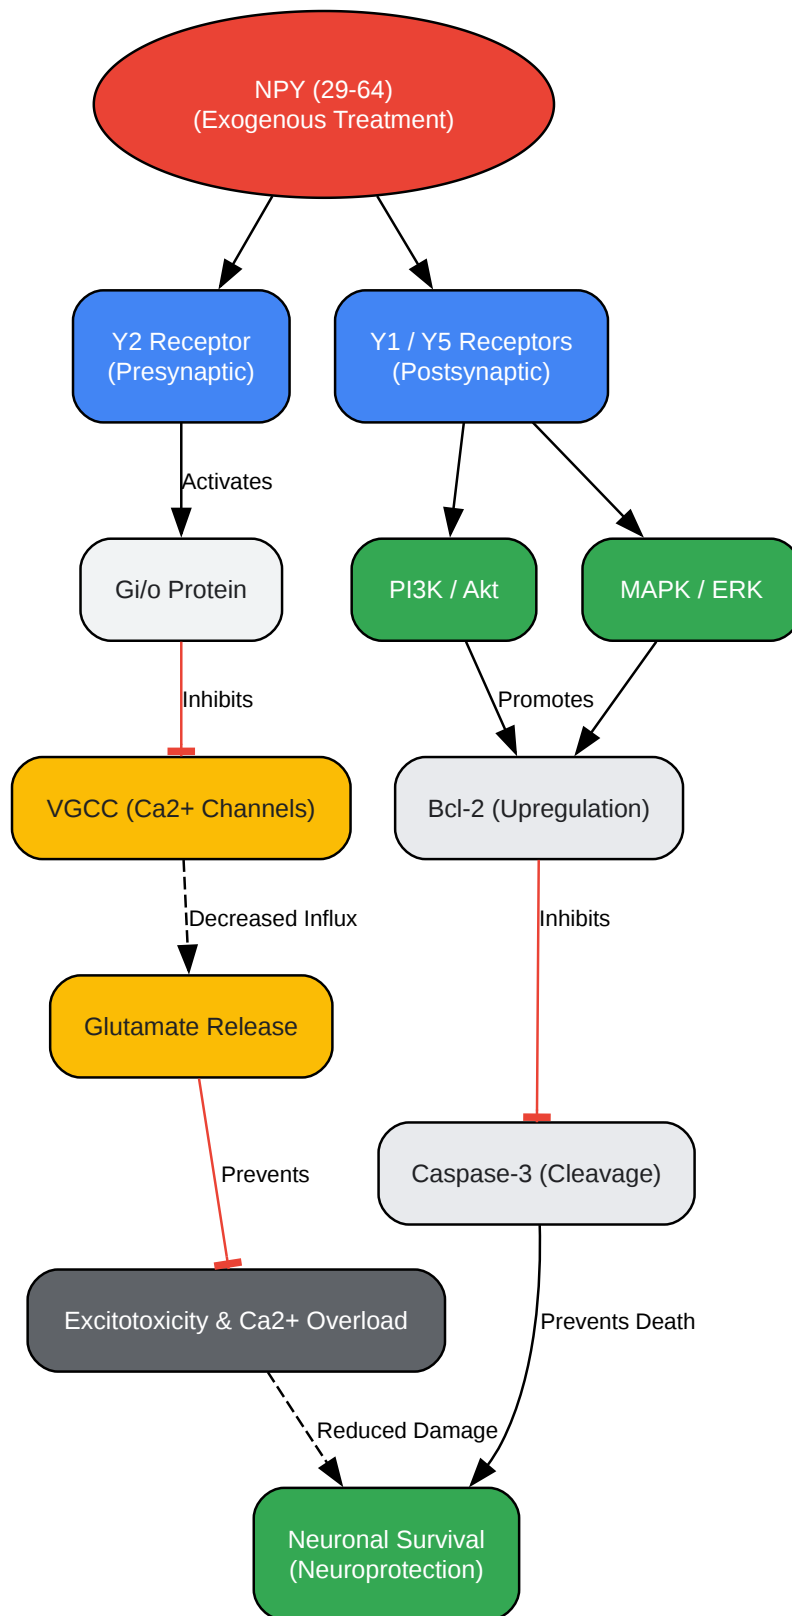 NPY (29-64)
(Exogenous Treatment)
Y2 Receptor
(Presynaptic)
Y1 / Y5 Receptors
(Postsynaptic)
Activates
Gi/o Protein
PI3K / Akt
MAPK / ERK
Inhibits
Promotes
VGCC (Ca2+ Channels)
Bcl-2 (Upregulation)
Decreased Influx
Inhibits
Glutamate Release
Prevents
Caspase-3 (Cleavage)
Excitotoxicity & Ca2+ Overload
Prevents Death
Reduced Damage
Neuronal Survival
(Neuroprotection)